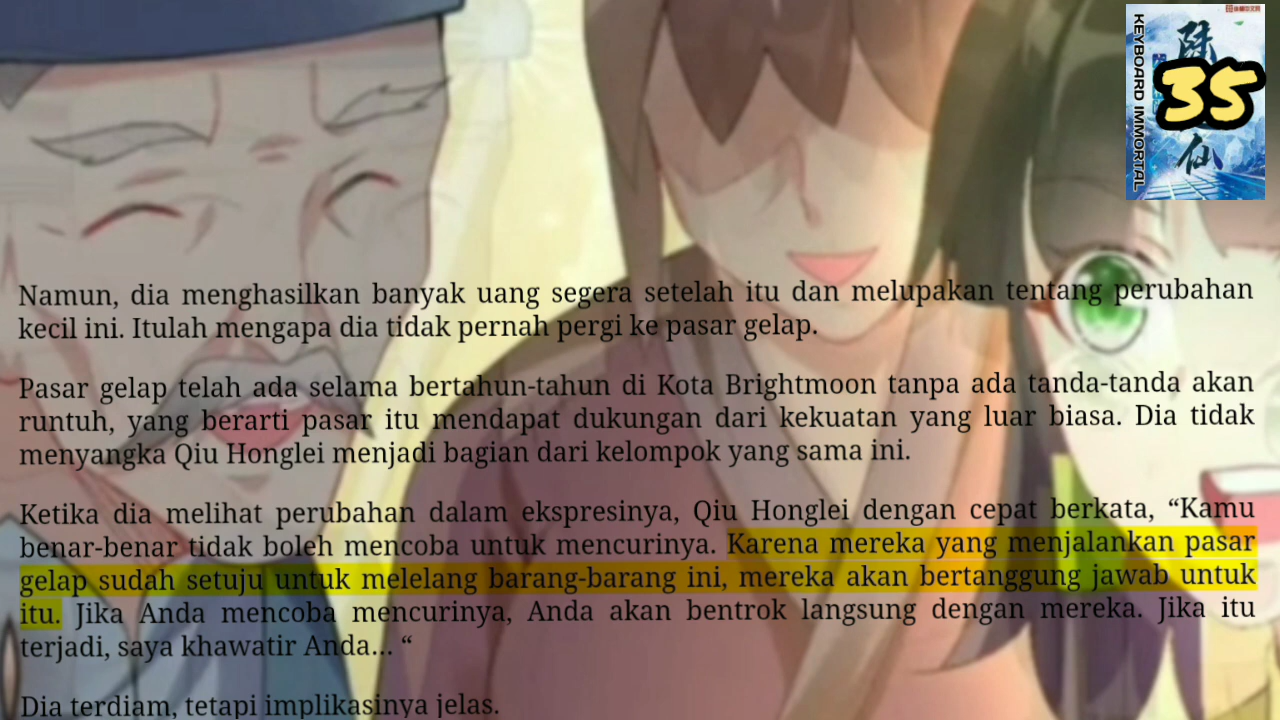 KEYBOARD IMMORTAL
35
仙
Namun, dia menghasilkan banyak uang segera setelah itu dan melupakan tentang perubahan
kecil ini. Itulah mengapa dia tidak pernah pergi ke pasar gelap.
Pasar gelap telah ada selama bertahun-tahun di Kota Brightmoon tanpa ada tanda-tanda akan
runtuh, yang berarti pasar itu mendapat dukungan dari kekuatan yang luar biasa. Dia tidak
menyangka Qiu Honglei menjadi bagian dari kelompok yang sama ini.
Ketika dia melihat perubahan dalam ekspresinya, Qiu Honglei dengan cepat berkata, “Kamu
benar-benar tidak boleh mencoba untuk mencurinya. Karena mereka yang menjalankan pasar
gelap sudah setuju untuk melelang barang-barang ini, mereka akan bertanggung jawab untuk
itu. Jika Anda mencoba mencurinya, Anda akan bentrok langsung dengan mereka. Jika itu
terjadi, saya khawatir Anda... “
Dia terdiam, tetapi implikasinya jelas.